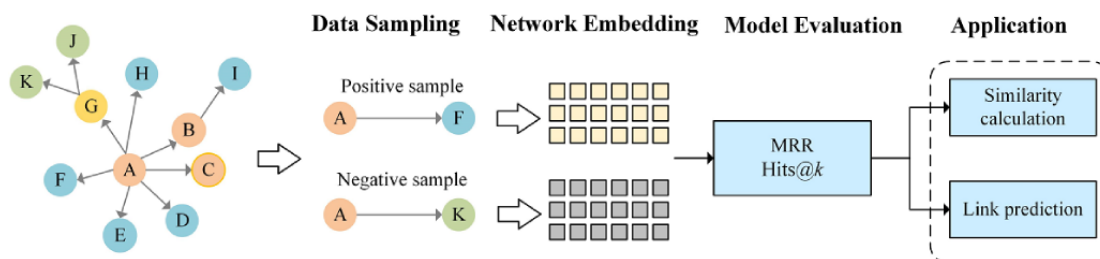 Data Sampling
Network Embedding
Model Evaluation
Application
J
K
H
I
G
B
A
C
F
D
E
Positive sample
A
F
Negative sample
A
K
MRR
Hits@k
Similarity
calculation
Link prediction